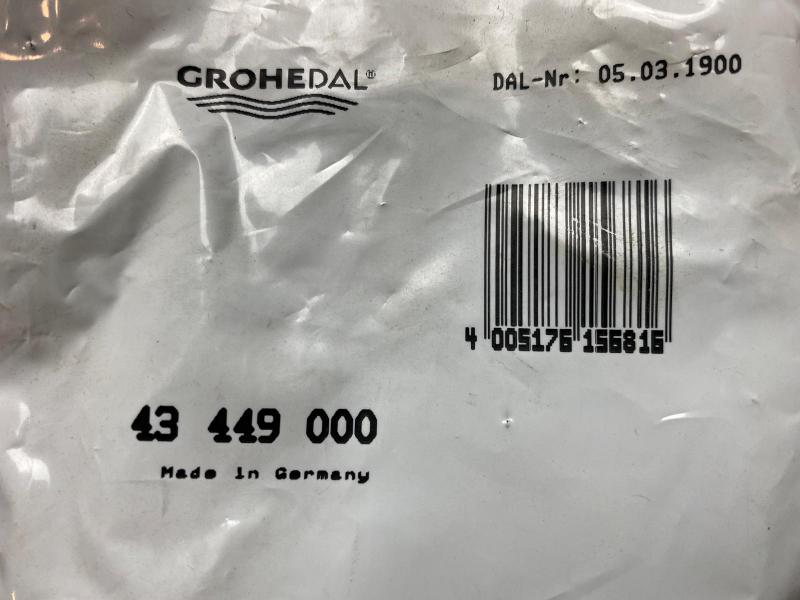 GROHEDAL®
DAL-Nr: 05.03.1900
4 005176 156816
43 449 000
Made in Germany